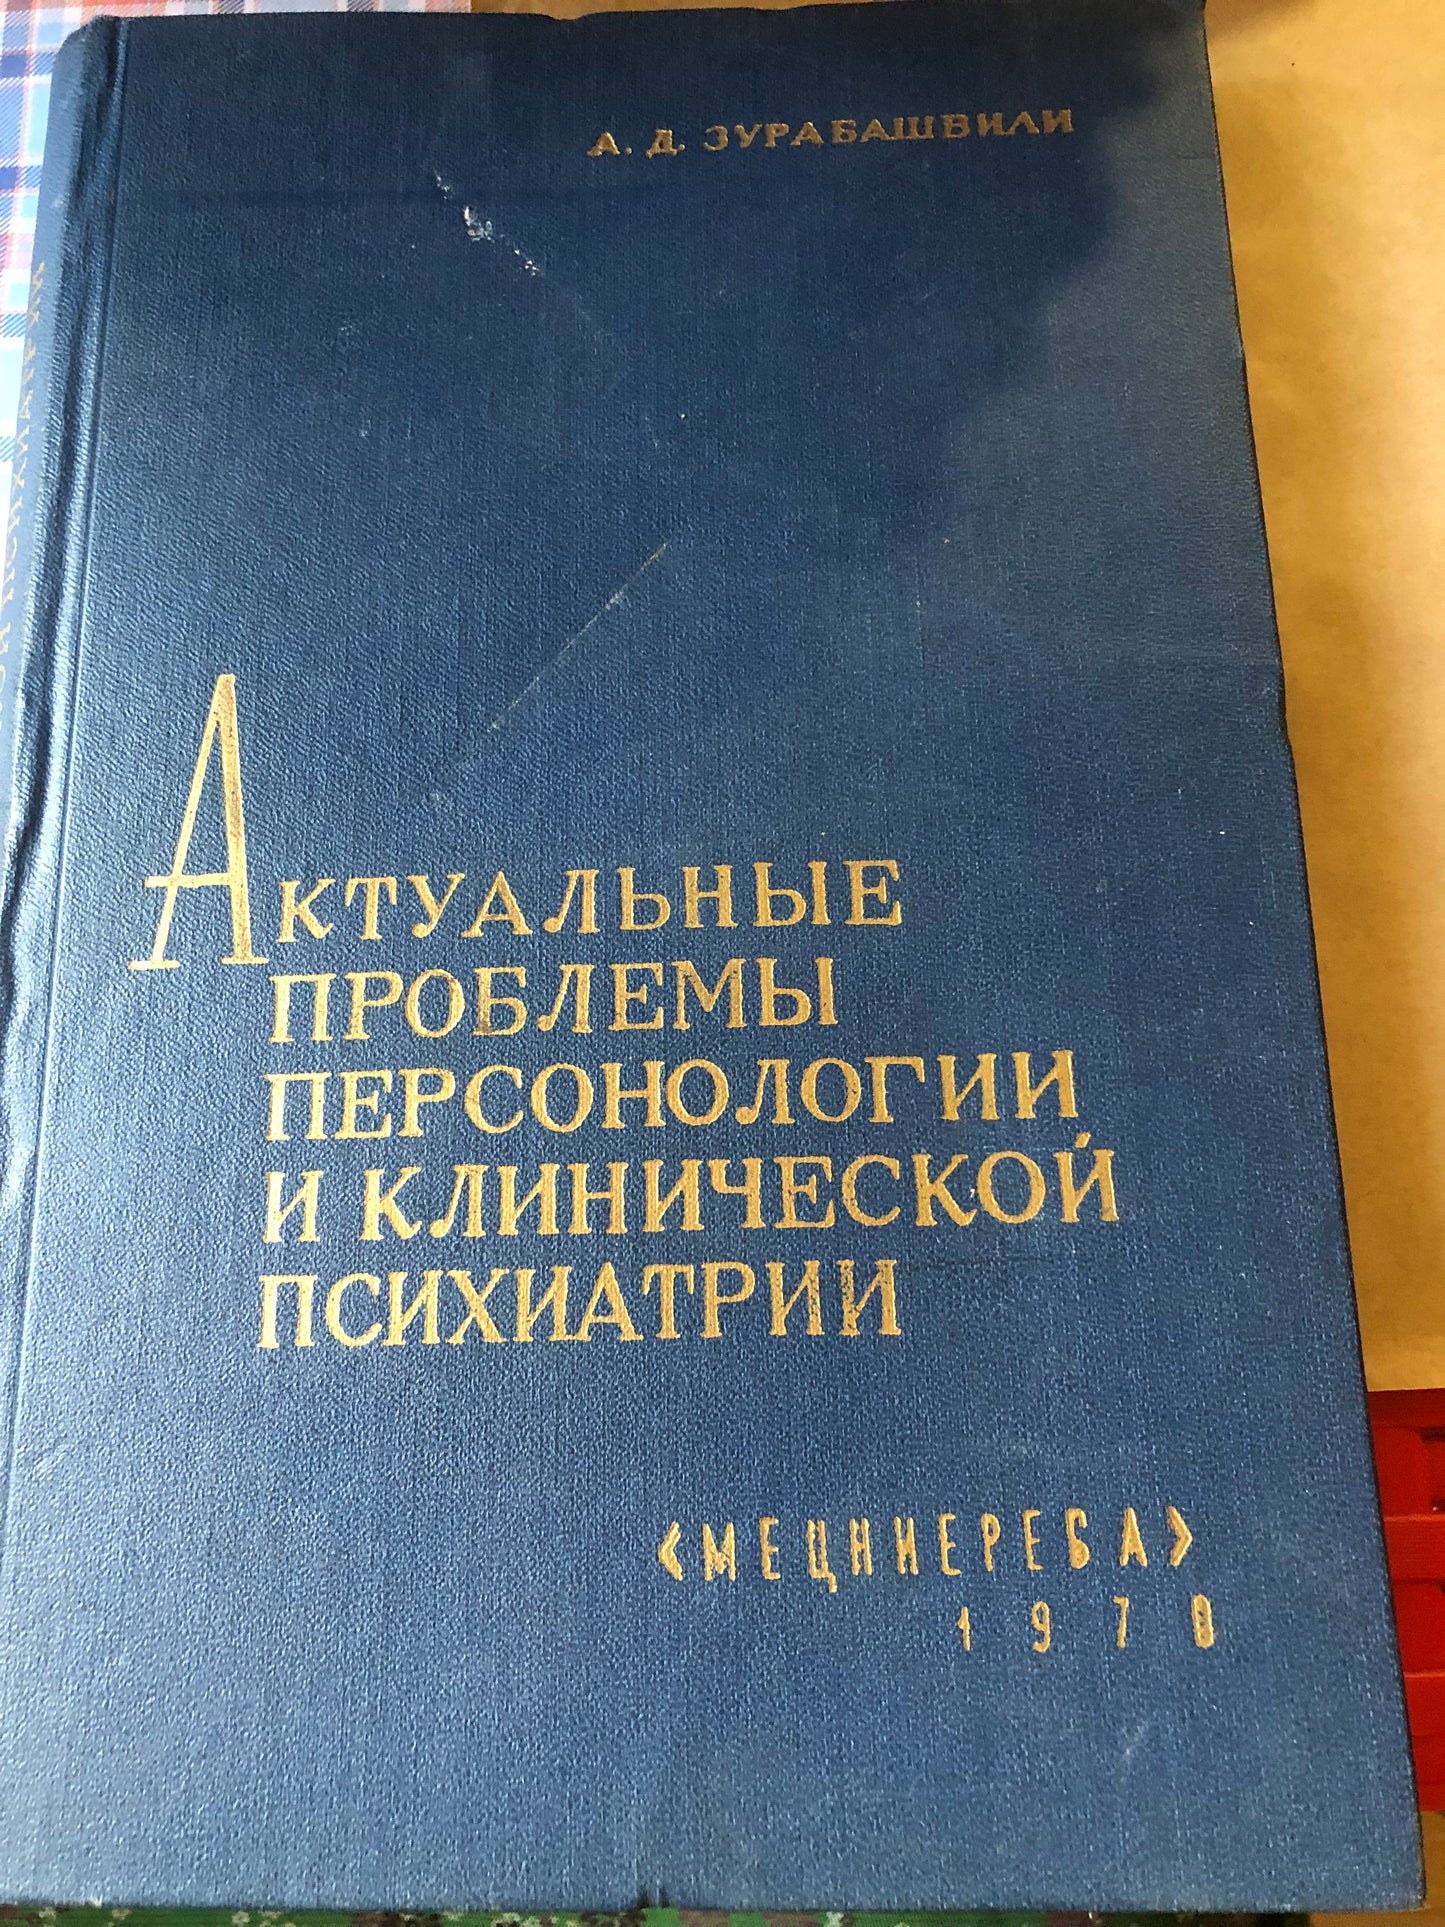 А. Д. ЗУРАБАШВИЛИ
АКТУАЛЬНЫЕ
ПРОБЛЕМЫ
ПЕРСОНОЛОГИИ
И КЛИНИЧЕСКОЙ
ПСИХИАТРИИ
«МЕЦНИЕРЕБА»
1970